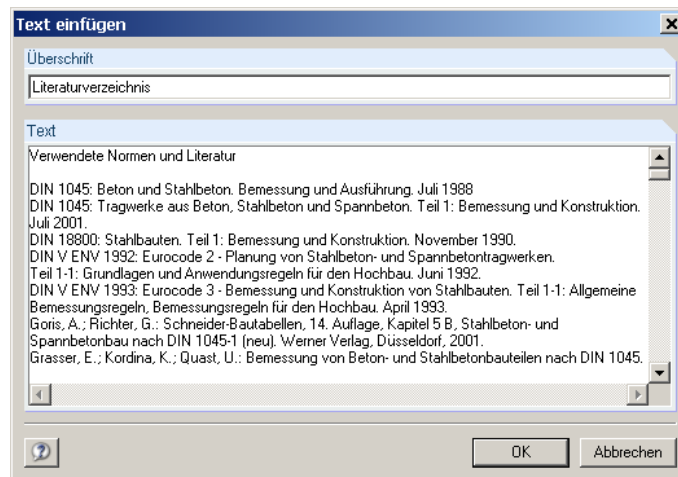 Text einfügen
Überschrift
Literaturverzeichnis
Text
Verwendete Normen und Literatur
DIN 1045: Beton und Stahlbeton. Bemessung und Ausführung. Juli 1988
DIN 1045: Tragwerke aus Beton, Stahlbeton und Spannbeton. Teil 1: Bemessung und Konstruktion.
Juli 2001.
DIN 18800: Stahlbauten. Teil 1: Bemessung und Konstruktion. November 1990.
DIN V ENV 1992: Eurocode 2 - Planung von Stahlbeton- und Spannbetontragwerken.
Teil 1-1: Grundlagen und Anwendungsregeln für den Hochbau. Juni 1992.
DIN V ENV 1993: Eurocode 3 - Bemessung und Konstruktion von Stahlbauten. Teil 1-1: Allgemeine
Bemessungsregeln, Bemessungsregeln für den Hochbau. April 1993.
Goris, A.; Richter, G.: Schneider-Bautabellen, 14. Auflage, Kapitel 5 B, Stahlbeton- und
Spannbetonbau nach DIN 1045-1 (neu). Werner Verlag, Düsseldorf, 2001.
Grasser, E.; Kordina, K.; Quast, U.: Bemessung von Beton- und Stahlbetonbauteilen nach DIN 1045.
OK Abbrechen